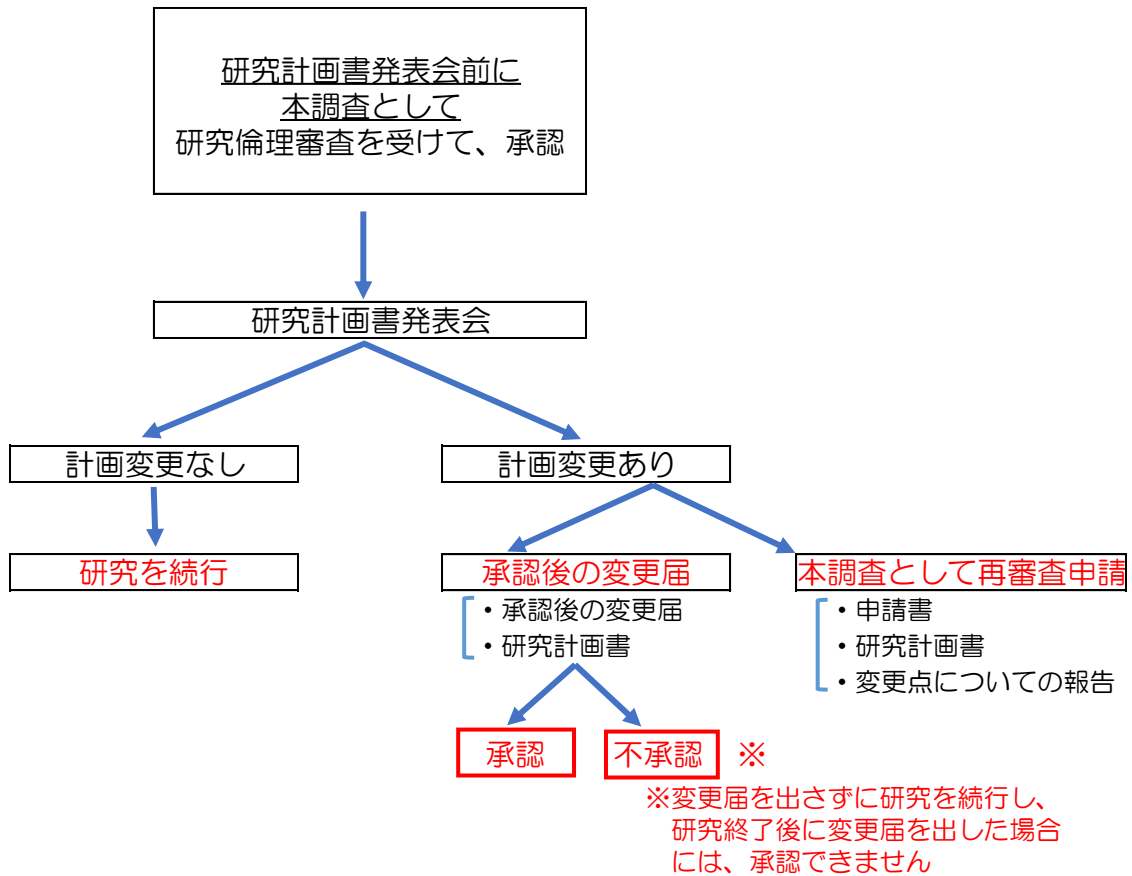 研究計画書発表会前に
本調査として
研究倫理審査を受けて、承認
研究計画書発表会
計画変更なし
計画変更あり
研究を続行
承認後の変更届
本調査として再審査申請
・承認後の変更届
・研究計画書
・申請書
・研究計画書
・変更点についての報告
承認
不承認
※
※変更届を出さずに研究を続行し、
研究終了後に変更届を出した場合
には、承認できません